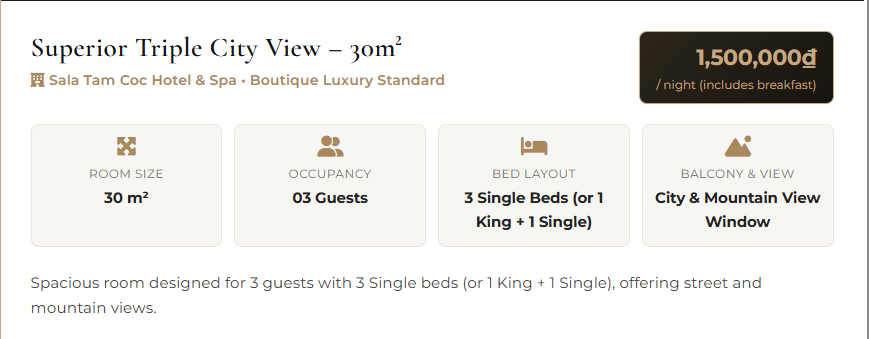 Superior Triple City View – 30m²
Sala Tam Coc Hotel & Spa • Boutique Luxury Standard
1,500,000₫
/ night (includes breakfast)
ROOM SIZE
30 m²
OCCUPANCY
03 Guests
BED LAYOUT
3 Single Beds (or 1
King + 1 Single)
BALCONY & VIEW
City & Mountain View
Window
Spacious room designed for 3 guests with 3 Single beds (or 1 King + 1 Single), offering street and
mountain views.